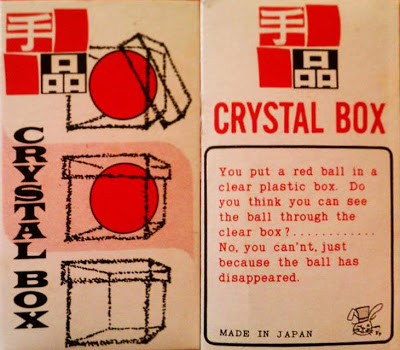 手品
CRYSTAL BOX
手品
CRYSTAL BOX
You put a red ball in a
clear plastic box. Do
you think you can see
the ball through the
clear box?............
No, you can'nt, just
because the ball has
disappeared.
MADE IN JAPAN